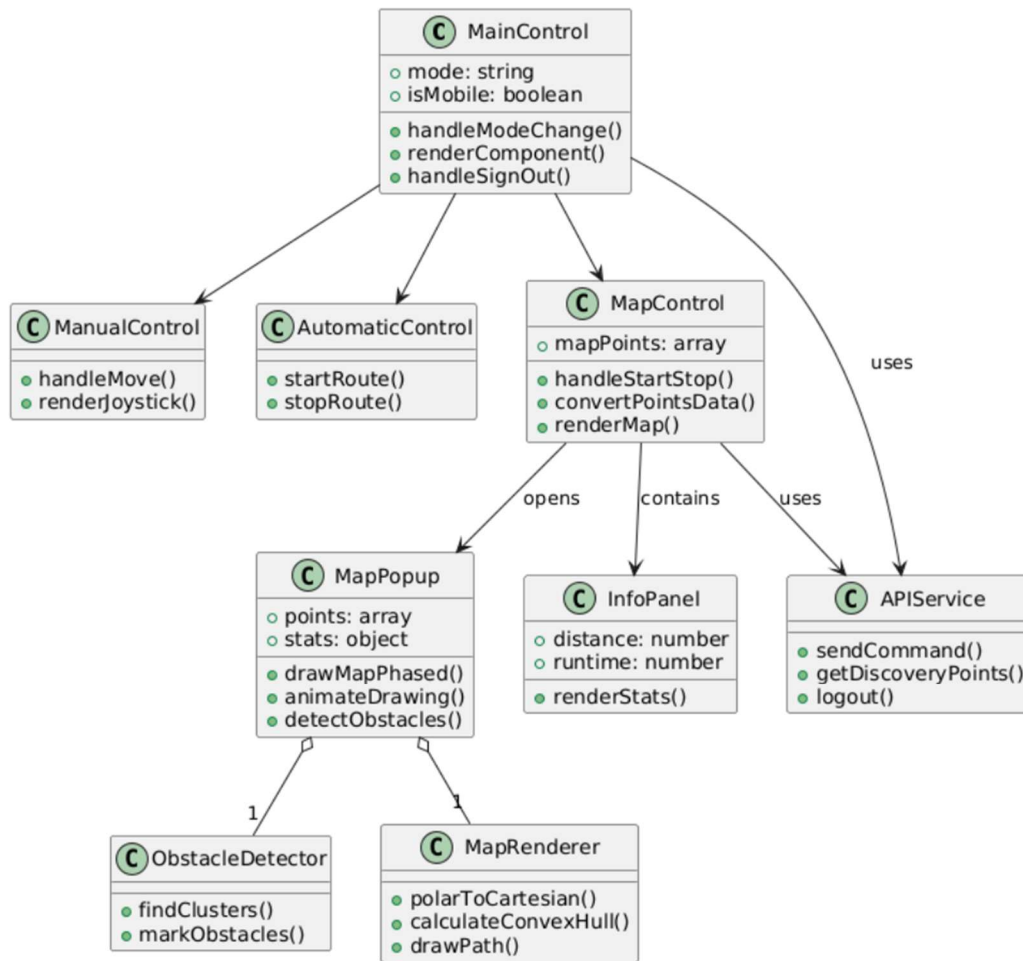 C MainControl
mode: string
isMobile: boolean
handleModeChange()
renderComponent()
handleSignOut()
C ManualControl
handleMove()
renderJoystick()
C AutomaticControl
startRoute()
stopRoute()
C MapControl
mapPoints: array
handleStartStop()
convertPointsData()
renderMap()
uses
opens
contains
uses
C MapPopup
points: array
stats: object
drawMapPhased()
animateDrawing()
detectObstacles()
C InfoPanel
distance: number
runtime: number
renderStats()
C APIService
sendCommand()
getDiscoveryPoints()
logout()
1
1
C ObstacleDetector
findClusters()
markObstacles()
C MapRenderer
polarToCartesian()
calculateConvexHull()
drawPath()